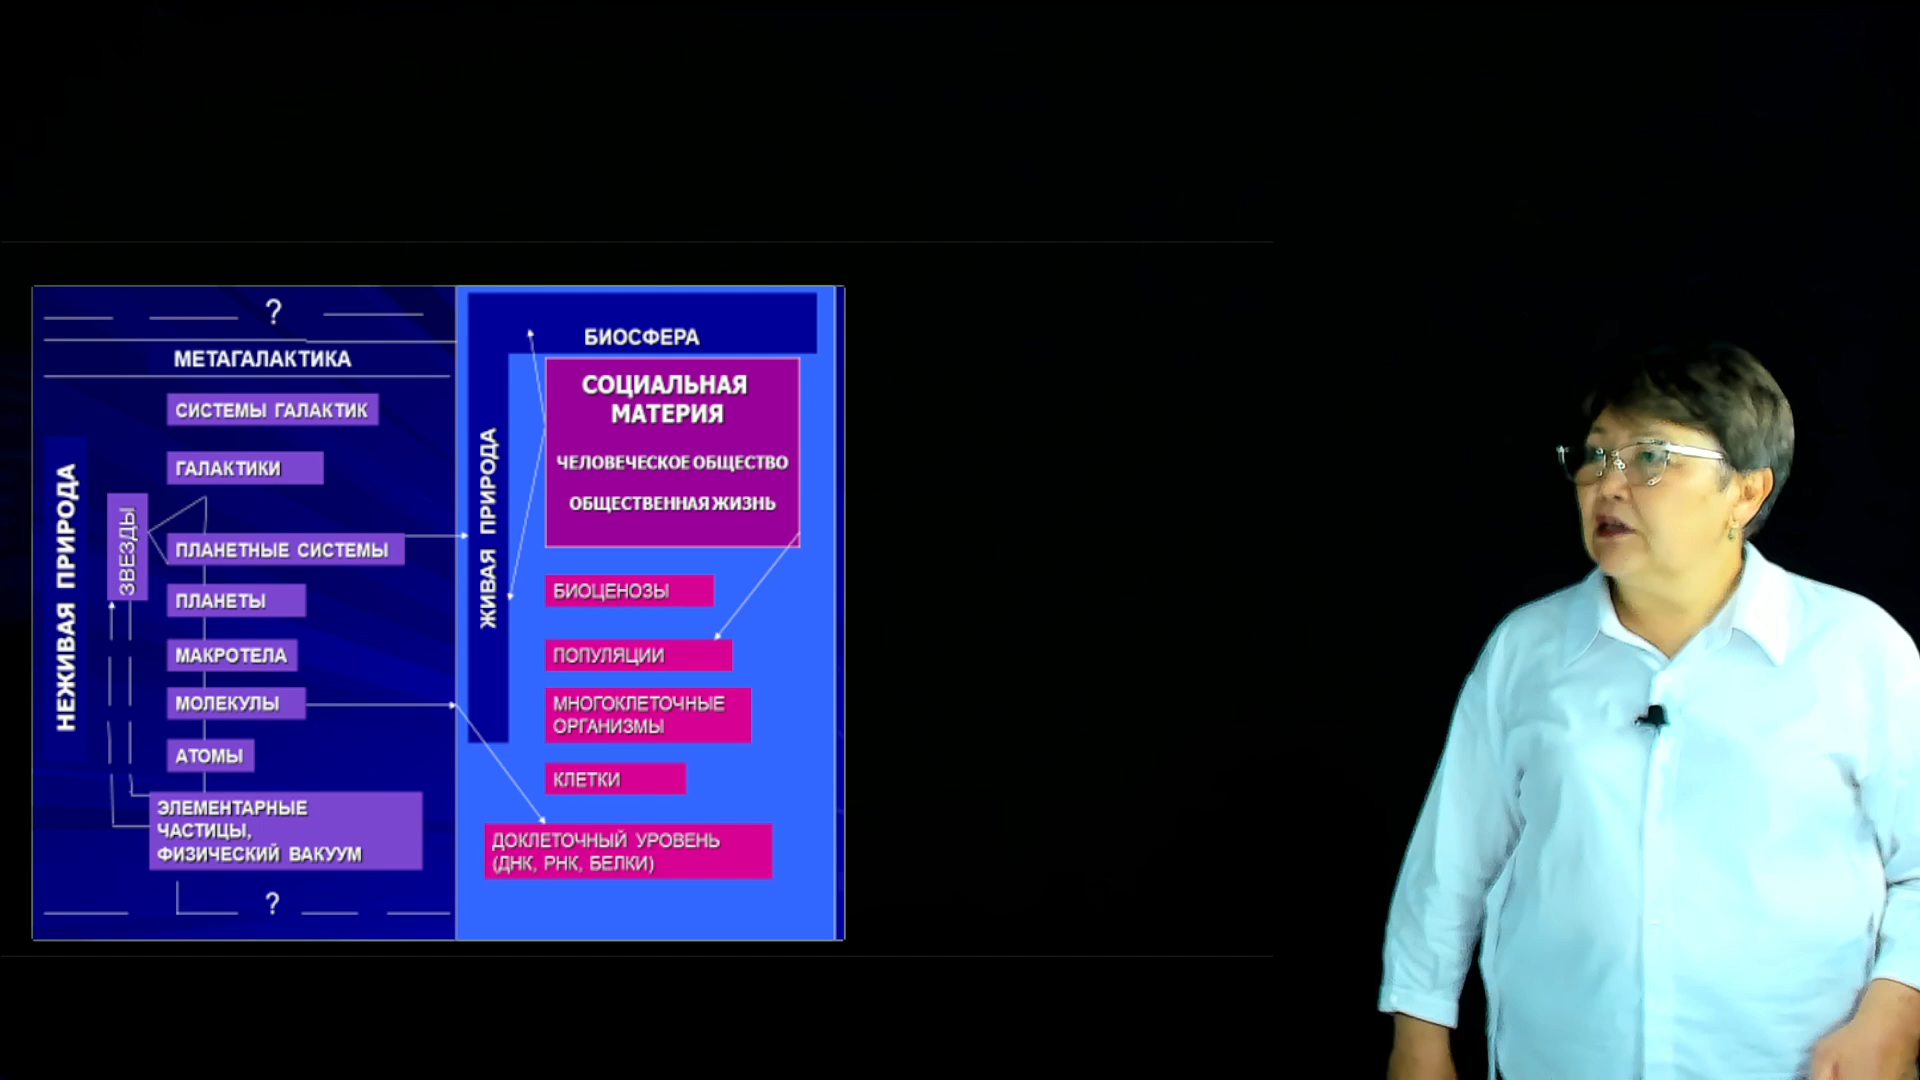 ?
МЕТАГАЛАКТИКА
СИСТЕМЫ ГАЛАКТИК
ГАЛАКТИКИ
НЕЖИВАЯ ПРИРОДА
ЗВЕЗДЫ
ПЛАНЕТНЫЕ СИСТЕМЫ
ПЛАНЕТЫ
МАКРОТЕЛА
МОЛЕКУЛЫ
АТОМЫ
ЭЛЕМЕНТАРНЫЕ
ЧАСТИЦЫ,
ФИЗИЧЕСКИЙ ВАКУУМ
?
БИОСФЕРА
ЖИВАЯ ПРИРОДА
СОЦИАЛЬНАЯ
МАТЕРИЯ
ЧЕЛОВЕЧЕСКОЕ ОБЩЕСТВО
ОБЩЕСТВЕННАЯ ЖИЗНЬ
БИОЦЕНОЗЫ
ПОПУЛЯЦИИ
МНОГОКЛЕТОЧНЫЕ
ОРГАНИЗМЫ
КЛЕТКИ
ДОКЛЕТОЧНЫЙ УРОВЕНЬ
(ДНК, РНК, БЕЛКИ)